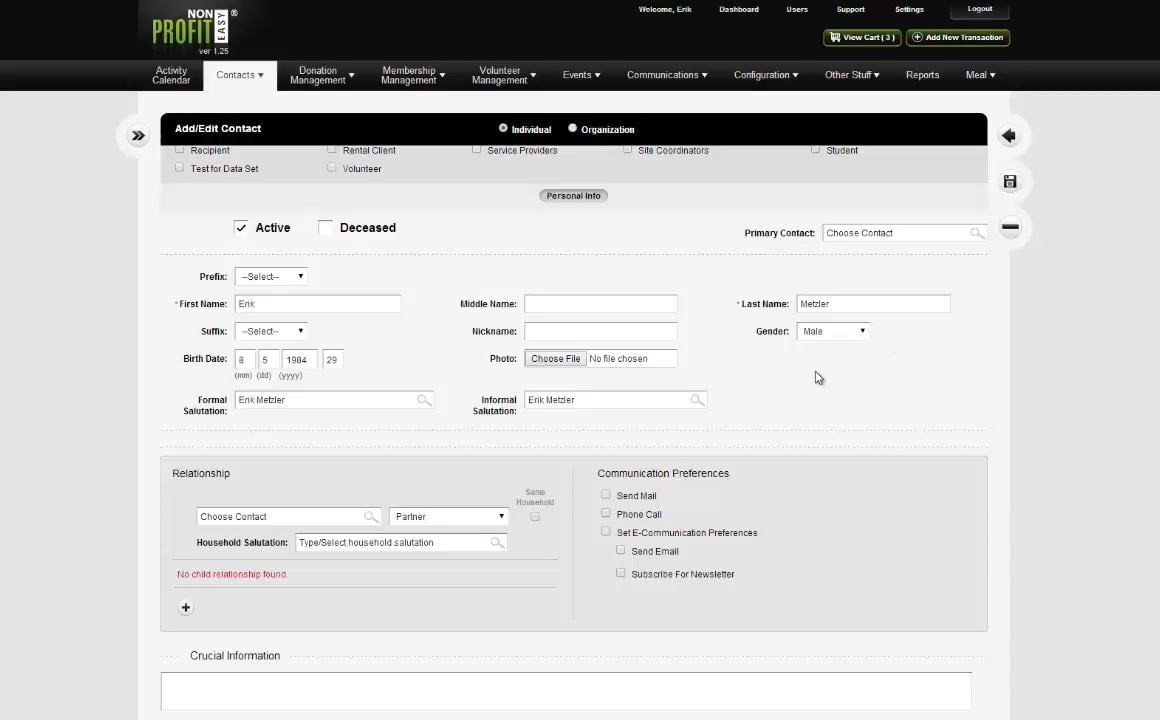 NON
PROFIT EASY ®
ver 1.25
Welcome, Erik Dashboard Users Support Settings Logout
View Cart ( 3 ) Add New Transaction
Activity Calendar Contacts Donation Management Membership Management Volunteer Management Events Communications Configuration Other Stuff Reports Meal
Add/Edit Contact Individual Organization
Recipient Rental Client Service Providers Site Coordinators Student
Test for Data Set Volunteer
Personal Info
Active Deceased Primary Contact: Choose Contact
Prefix: --Select--
*First Name: Erik Middle Name: *Last Name: Metzler
Suffix: --Select-- Nickname: Gender: Male
Birth Date: 8 5 1984 29 Photo: Choose File No file chosen
(mm) (dd) (yyyy)
Formal Salutation: Erik Metzler Informal Salutation: Erik Metzler
Relationship Communication Preferences
Same Household
Send Mail
Choose Contact Partner Phone Call
Set E-Communication Preferences
Household Salutation: Type/Select household salutation
Send Email
No child relationship found. Subscribe For Newsletter
Crucial Information